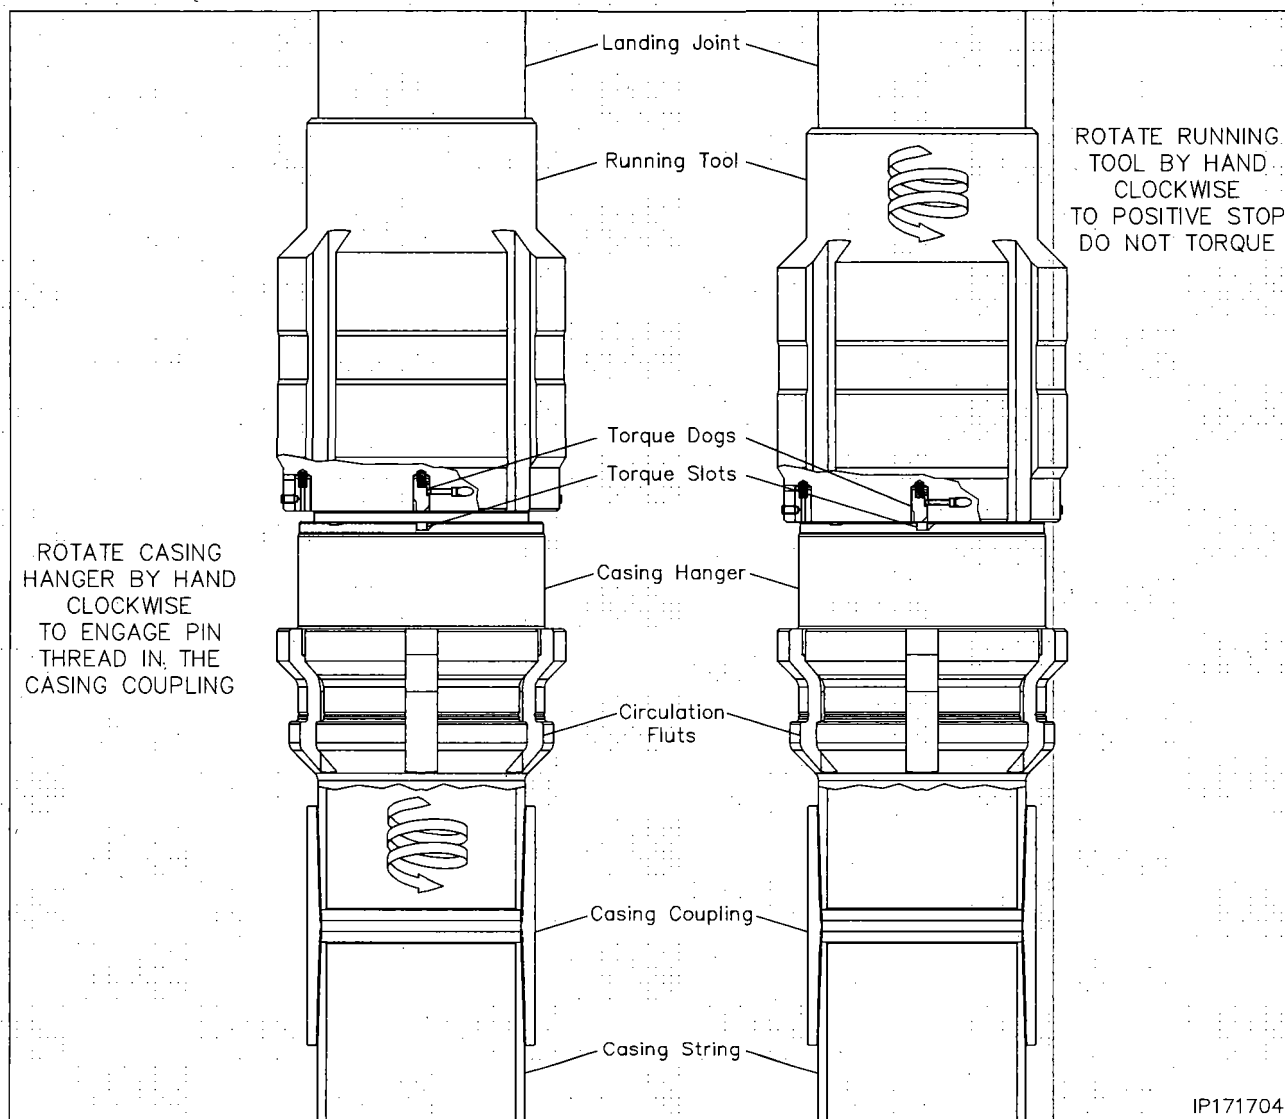 Landing Joint
Running Tool
ROTATE RUNNING
TOOL BY HAND
CLOCKWISE
TO POSITIVE STOP
DO NOT TORQUE
Torque Dogs
Torque Slots
ROTATE CASING
HANGER BY HAND
CLOCKWISE
TO ENGAGE PIN
THREAD IN THE
CASING COUPLING
Casing Hanger
Circulation
Fluts
Casing Coupling
Casing String
IP171704